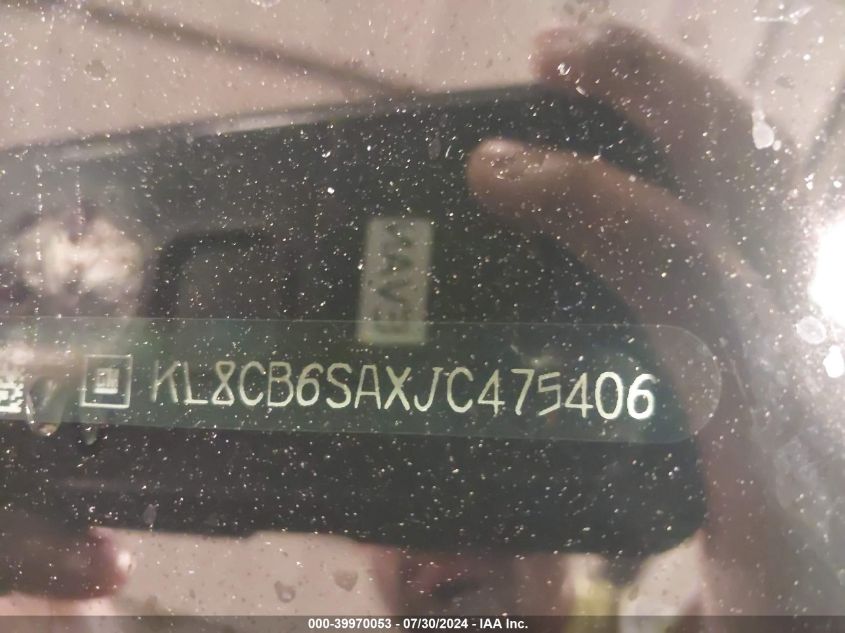 KL8CB6SAXJC475406
000-39970053 - 07/30/2024 - IAA Inc.